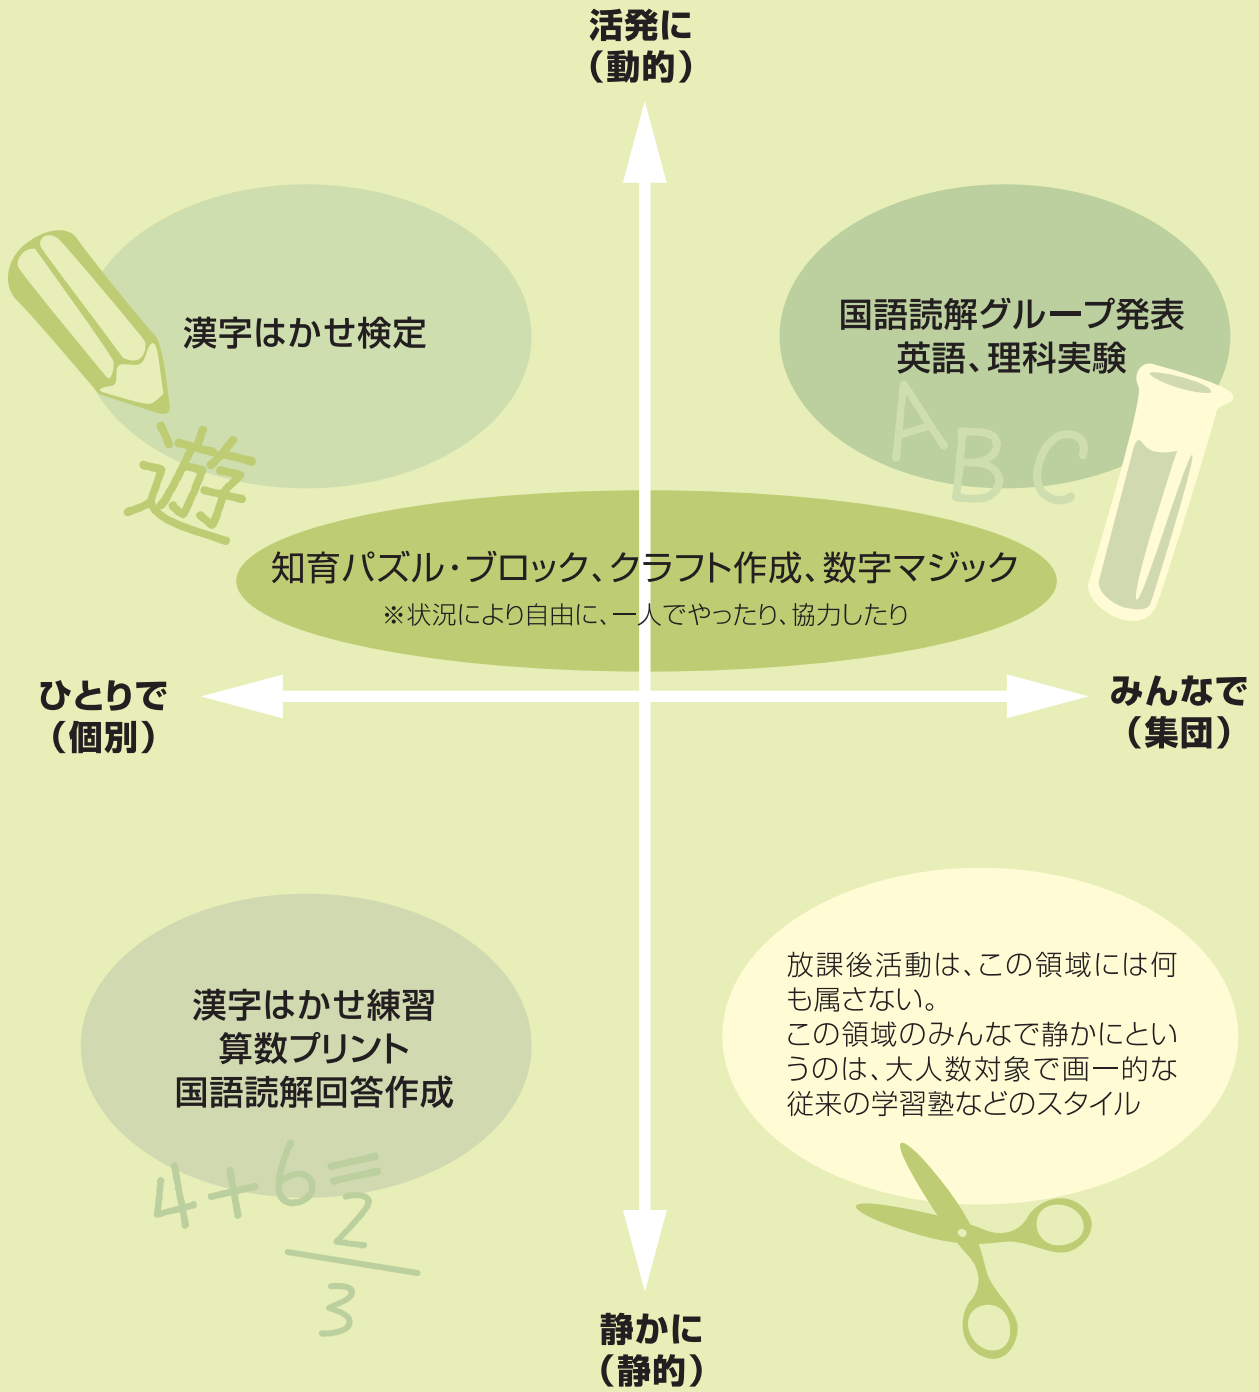 活発に
（動的）
漢字はかせ検定
遊
国語読解グループ発表
英語、理科実験
A B C
知育パズル・ブロック、クラフト作成、数字マジック
※状況により自由に、一人でやったり、協力したり
ひとりで
（個別）
みんなで
（集団）
漢字はかせ練習
算数プリント
国語読解回答作成
4+6=
2
3
放課後活動は、この領域には何
も属さない。
この領域のみんなで静かにとい
うのは、大人数対象で画一的な
従来の学習塾などのスタイル
静かに
（静的）